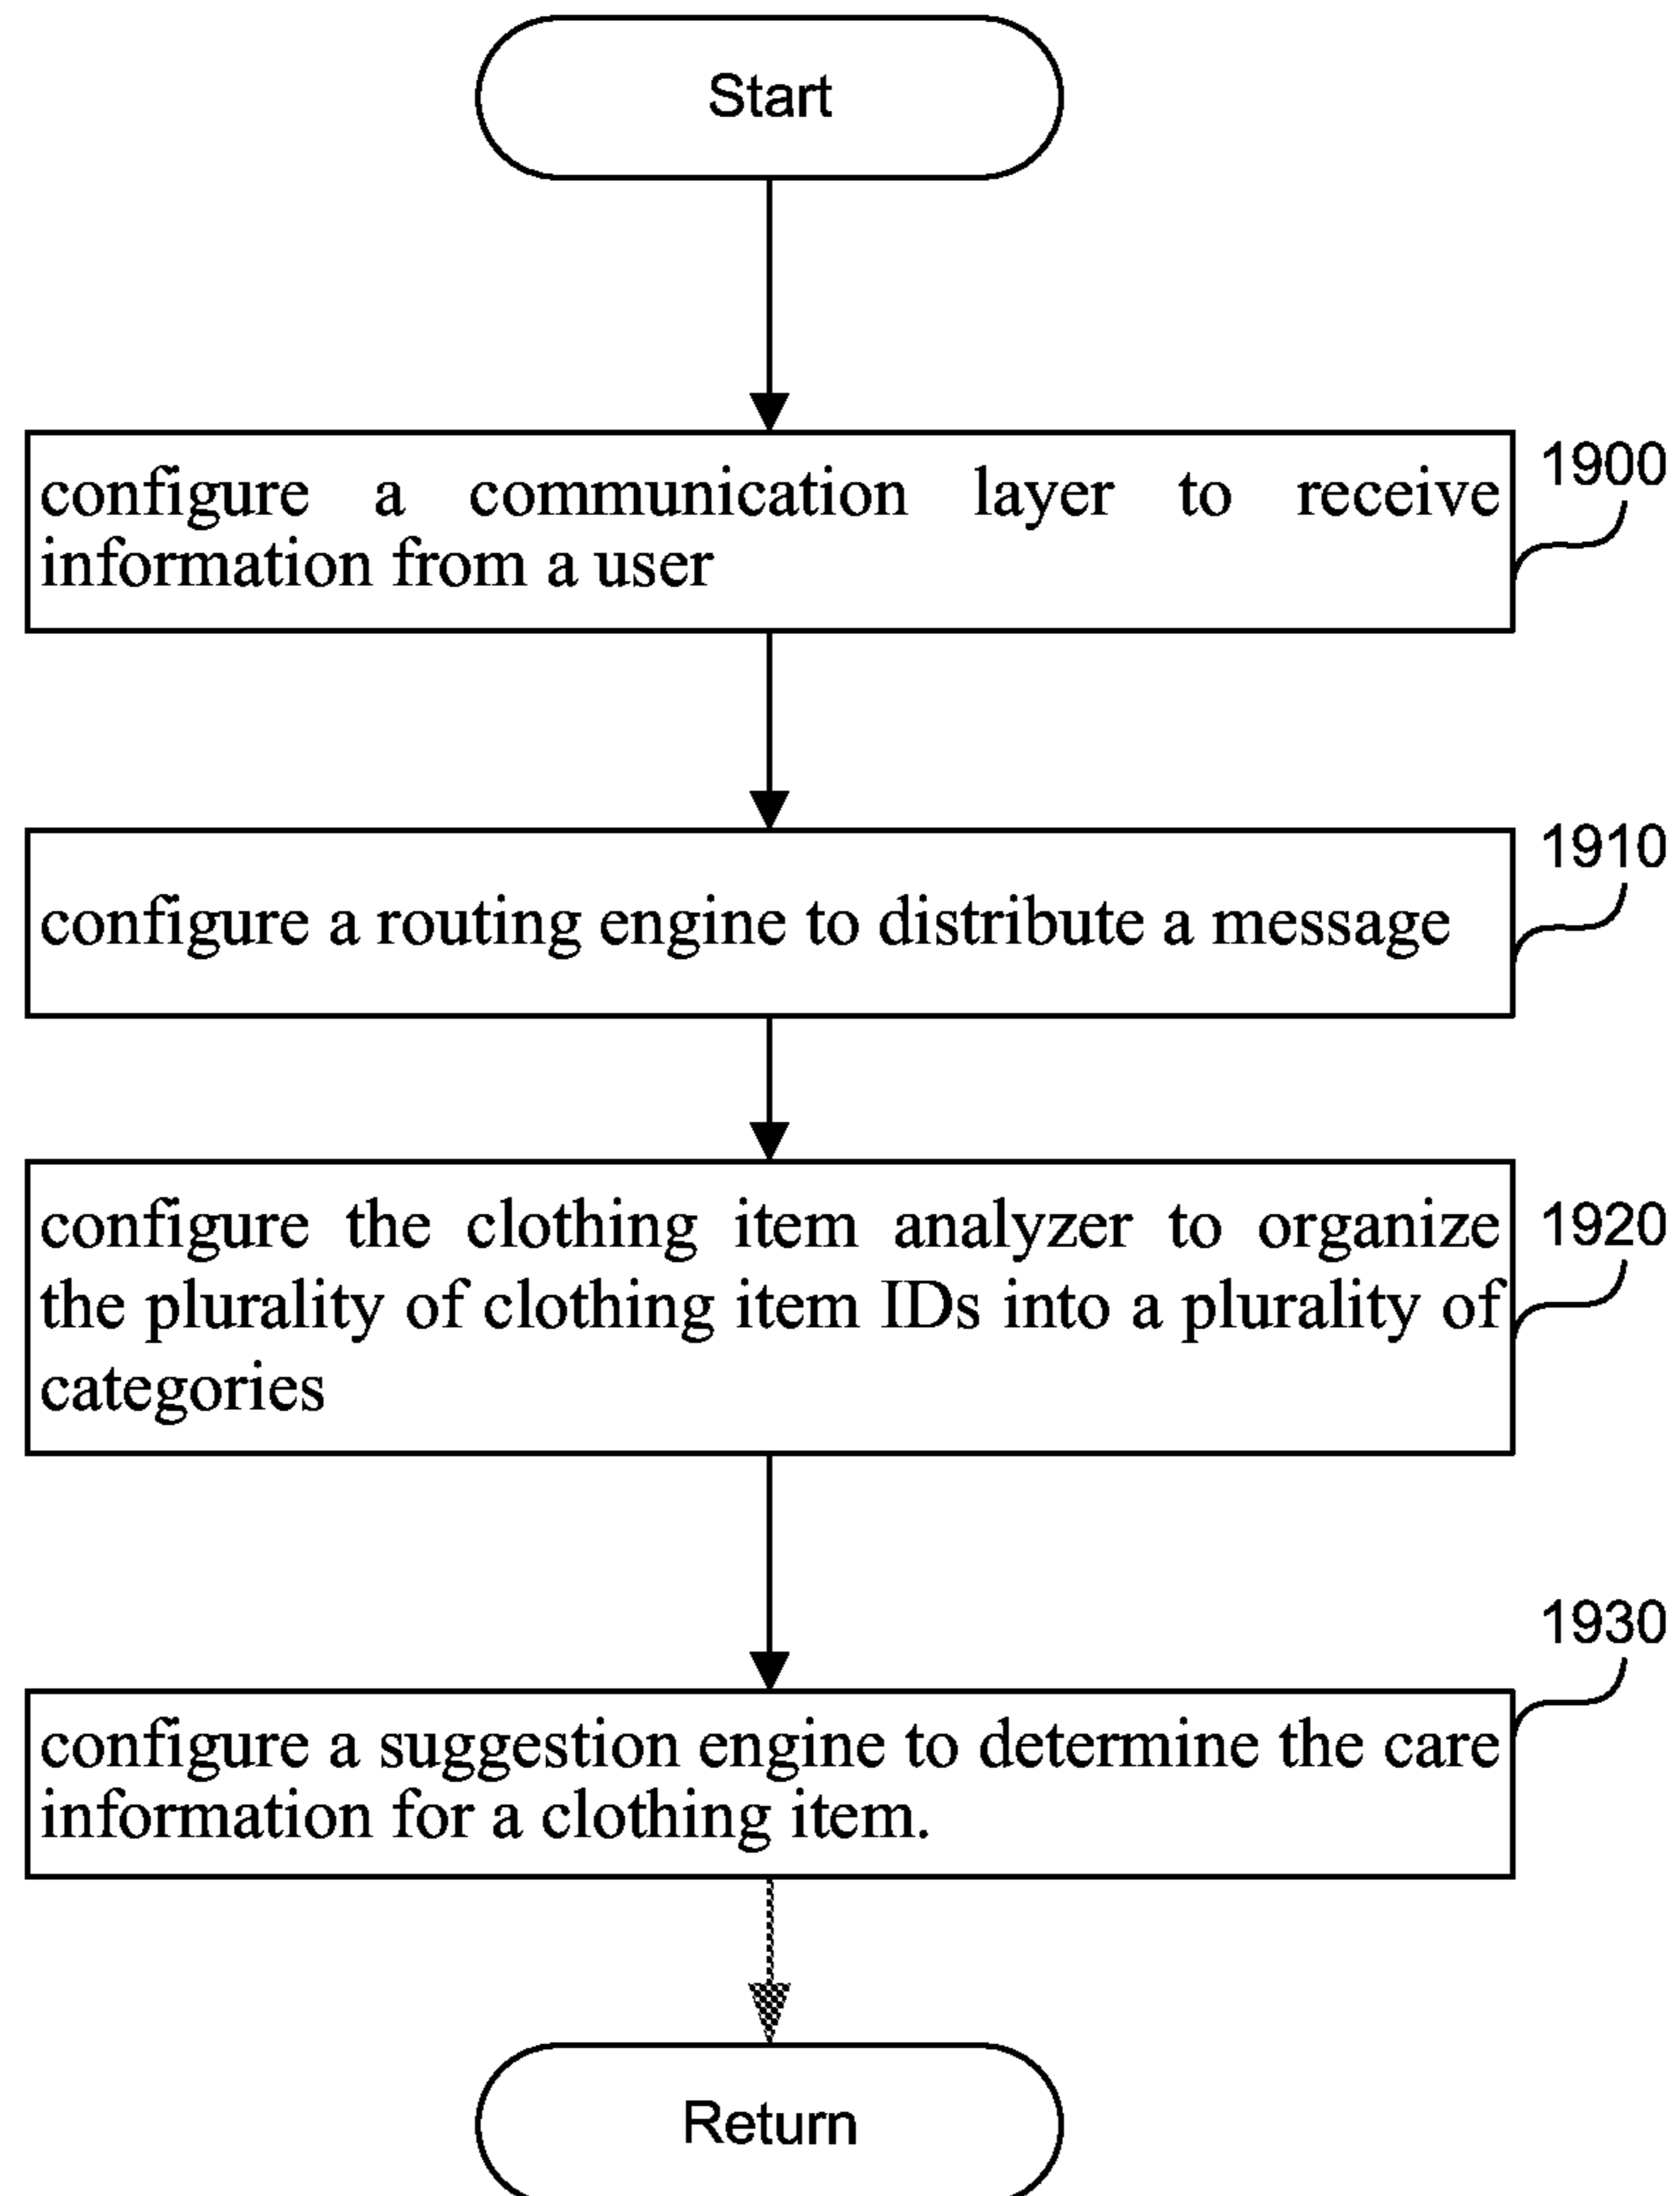 Start
configure a communication layer to receive
information from a user
1900
configure a routing engine to distribute a message
1910
configure the clothing item analyzer to organize
the plurality of clothing item IDs into a plurality of
categories
1920
configure a suggestion engine to determine the care
information for a clothing item.
1930
Return